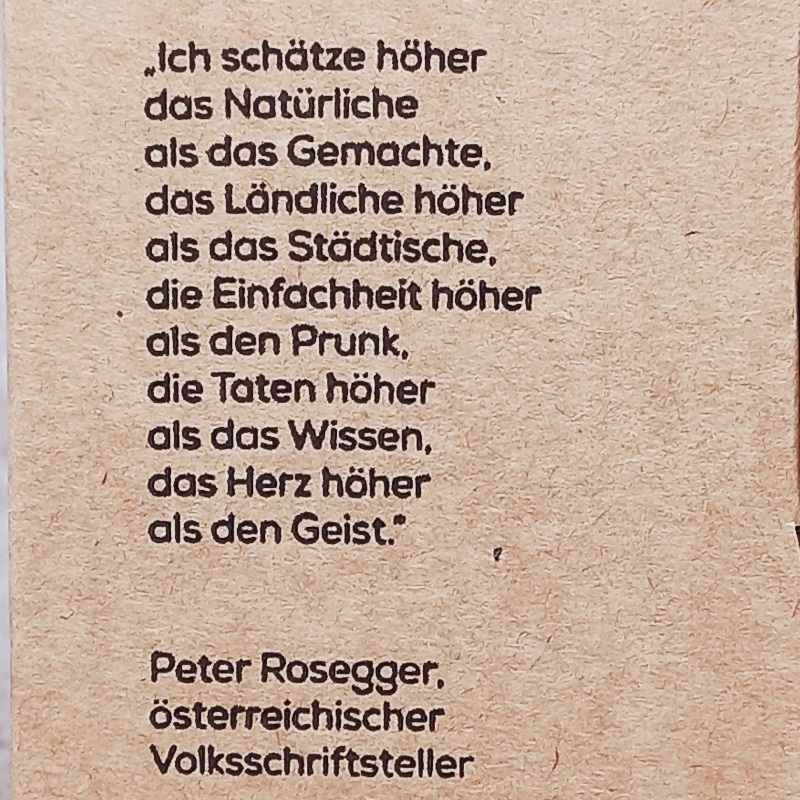 „Ich schätze höher
das Natürliche
als das Gemachte,
das Ländliche höher
als das Städtische,
die Einfachheit höher
als den Prunk,
die Taten höher
als das Wissen,
das Herz höher
als den Geist.“
Peter Rosegger,
österreichischer
Volksschriftsteller